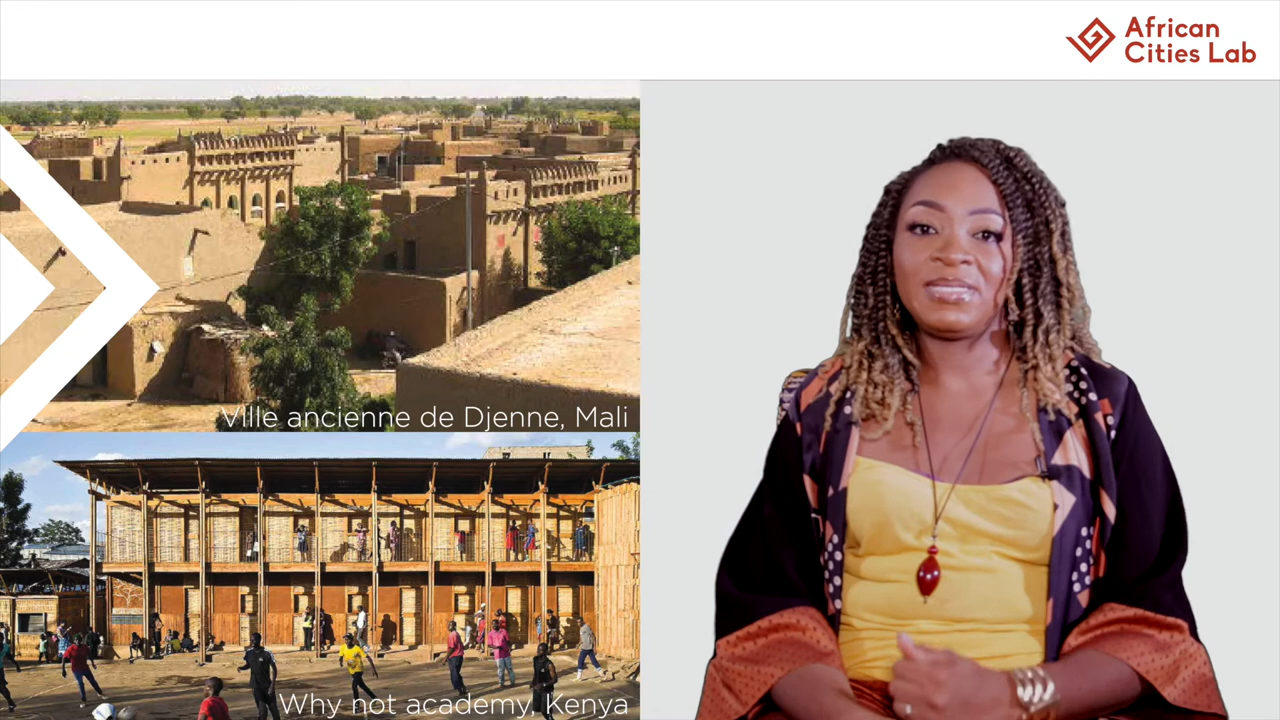 African
Cities Lab
Ville ancienne de Djenne, Mali
Why not academy, Kenya